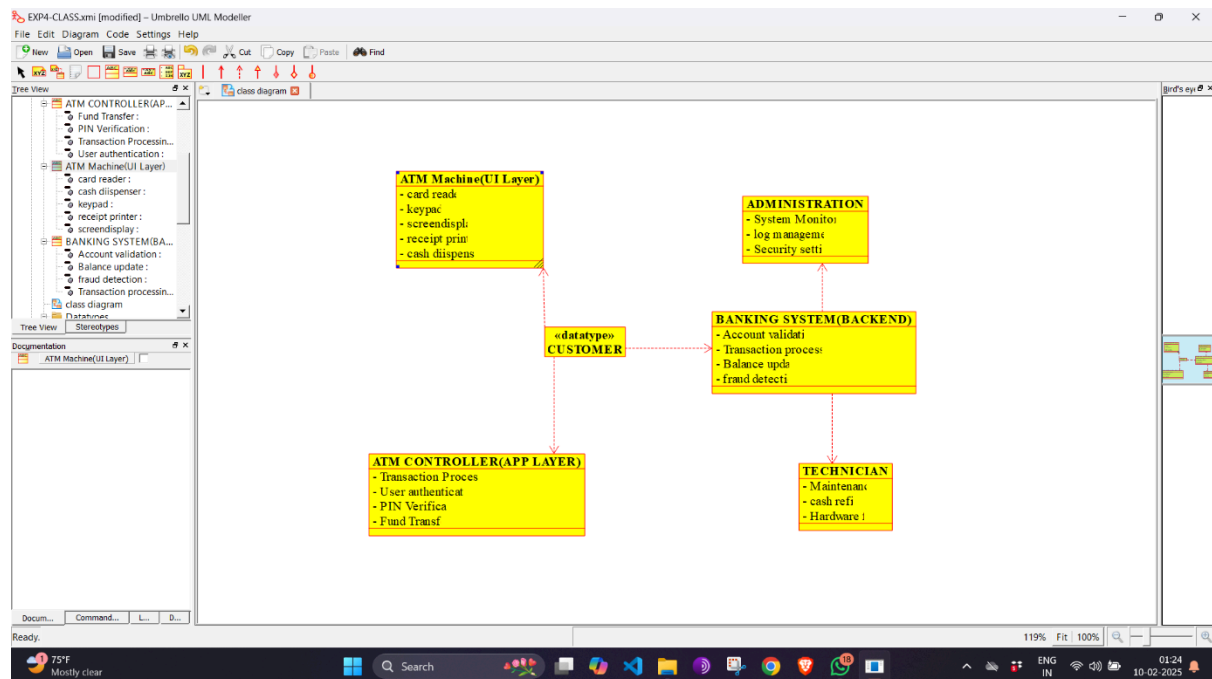 EXP4-CLASS.xmi [modified] – Umbrello UML Modeller
File Edit Diagram Code Settings Help
New Open Save Cut Copy Paste Find
Tree View
class diagram
Bird's eye
ATM CONTROLLER(AP...
Fund Transfer :
PIN Verification :
Transaction Processin...
User authentication :
ATM Machine(UI Layer)
card reader :
cash diispenser :
keypad :
receipt printer :
screendisplay :
BANKING SYSTEM(BA...
Account validation :
Balance update :
fraud detection :
Transaction processin...
class diagram
Datatypes
Tree View Stereotypes
Documentation
ATM Machine(UI Layer)
Docum... Command... L... D...
ATM Machine(UI Layer)
- card reade
- keypad
- screendispla
- receipt print
- cash diispens
ADMINISTRATION
- System Monitor
- log manageme
- Security setti
«datatype»
CUSTOMER
BANKING SYSTEM(BACKEND)
- Account validati
- Transaction process
- Balance upda
- fraud detecti
ATM CONTROLLER(APP LAYER)
- Transaction Proces
- User authenticat
- PIN Verifica
- Fund Transf
TECHNICIAN
- Maintenanc
- cash refi
- Hardware
Ready.
119% Fit 100%
75°F
Mostly clear
Search
18
ENG
IN
01:24
10-02-2025